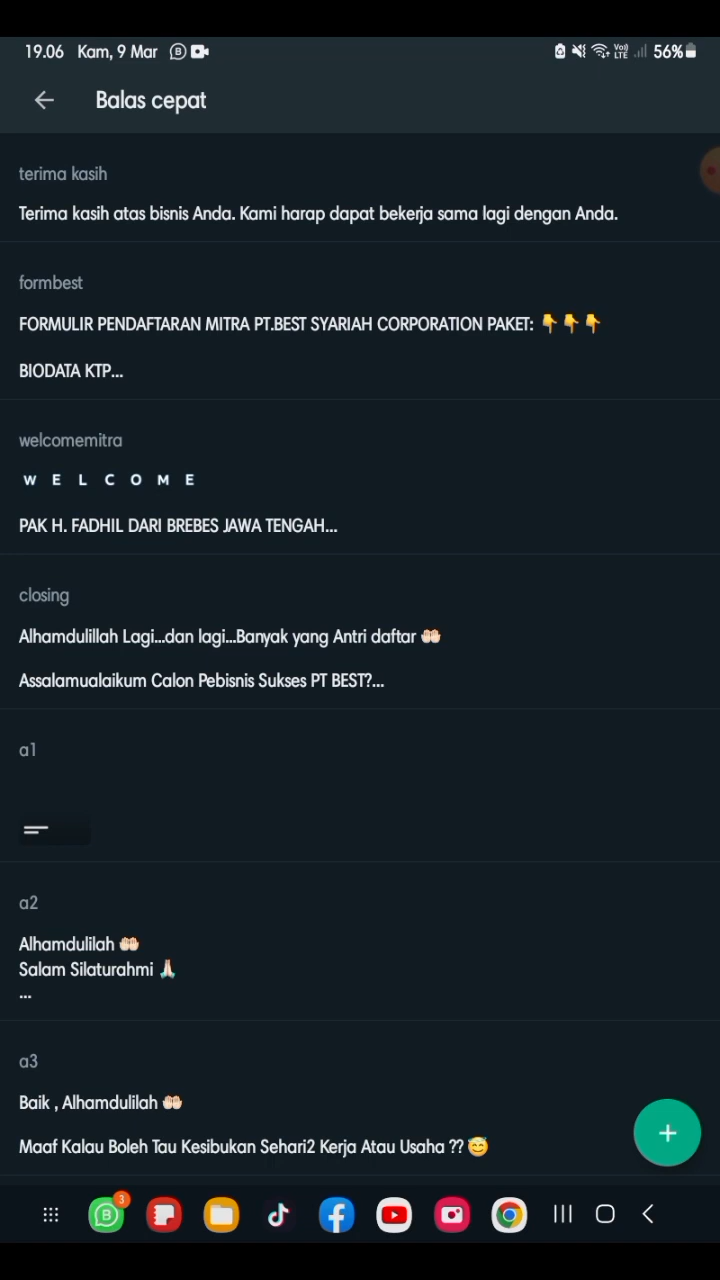 19.06 Kam, 9 Mar
56%
Balas cepat
terima kasih
Terima kasih atas bisnis Anda. Kami harap dapat bekerja sama lagi dengan Anda.
formbest
FORMULIR PENDAFTARAN MITRA PT.BEST SYARIAH CORPORATION PAKET: 👇👇👇
BIODATA KTP...
welcomemitra
W E L C O M E
PAK H. FADHIL DARI BREBES JAWA TENGAH...
closing
Alhamdulillah Lagi...dan lagi...Banyak yang Antri daftar 🤲🏻
Assalamualaikum Calon Pebisnis Sukses PT BEST?...
a1
a2
Alhamdulilah 🤲🏻
Salam Silaturahmi 🙏🏻
...
a3
Baik , Alhamdulilah 🤲🏻
Maaf Kalau Boleh Tau Kesibukan Sehari2 Kerja Atau Usaha ?? 😅
3